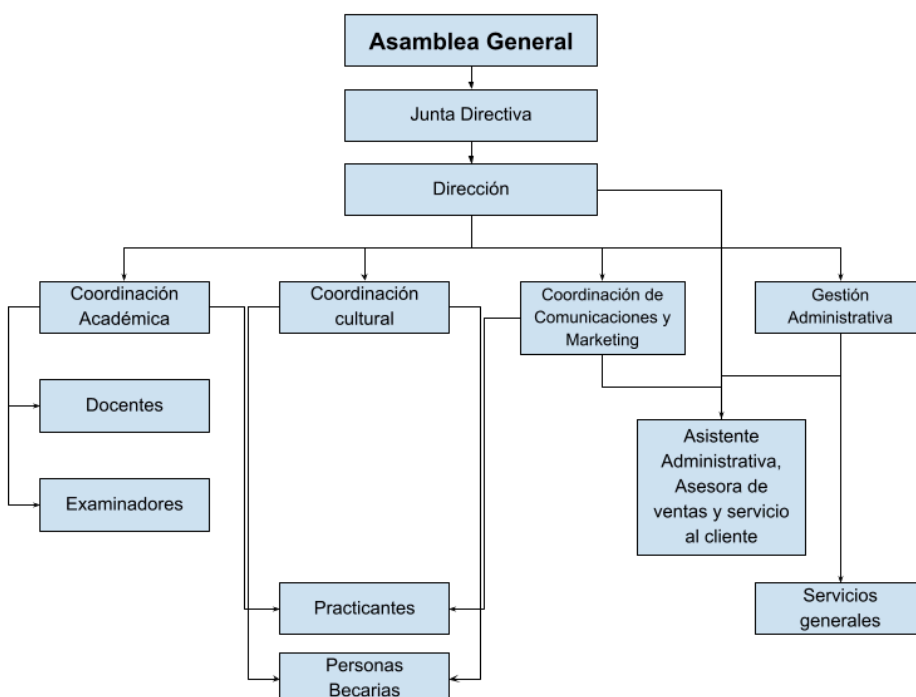 Asamblea General
Junta Directiva
Dirección
Coordinación
Académica
Coordinación
cultural
Coordinación de
Comunicaciones y
Marketing
Gestión
Administrativa
Docentes
Examinadores
Asistente
Administrativa,
Asesora de
ventas y servicio
al cliente
Practicantes
Servicios
generales
Personas
Becarias